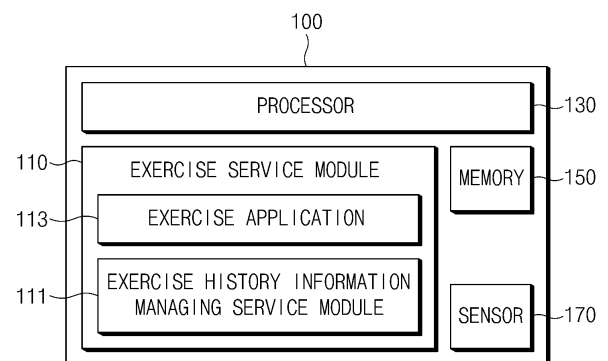 100
PROCESSOR
130
110
EXERCISE SERVICE MODULE
MEMORY
150
113
EXERCISE APPLICATION
111
EXERCISE HISTORY INFORMATION
MANAGING SERVICE MODULE
SENSOR
170